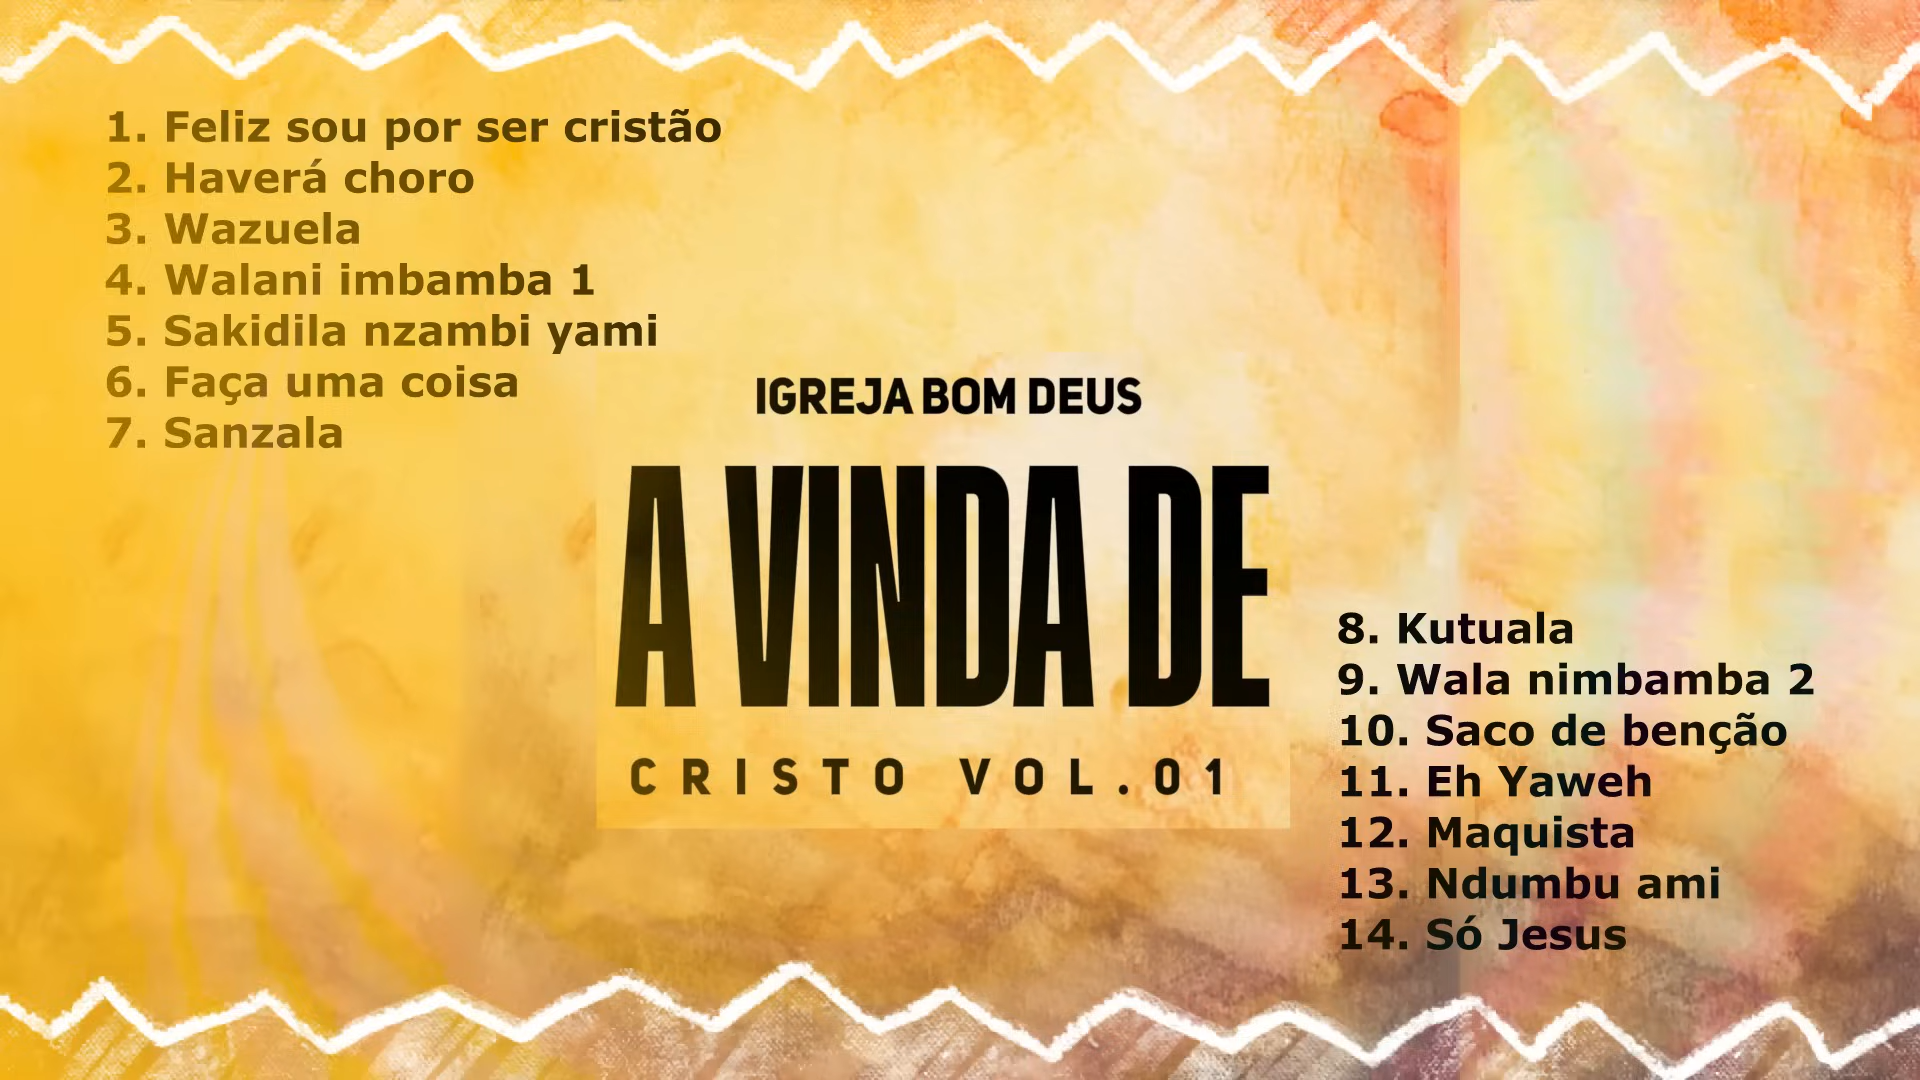 1. Feliz sou por ser cristão
2. Haverá choro
3. Wazuela
4. Walani imbamba 1
5. Sakidila nzambi yami
6. Faça uma coisa
7. Sanzala
IGREJA BOM DEUS
A VINDA DE
CRISTO VOL.01
8. Kutuala
9. Wala nimbamba 2
10. Saco de benção
11. Eh Yaweh
12. Maquista
13. Ndumbu ami
14. Só Jesus